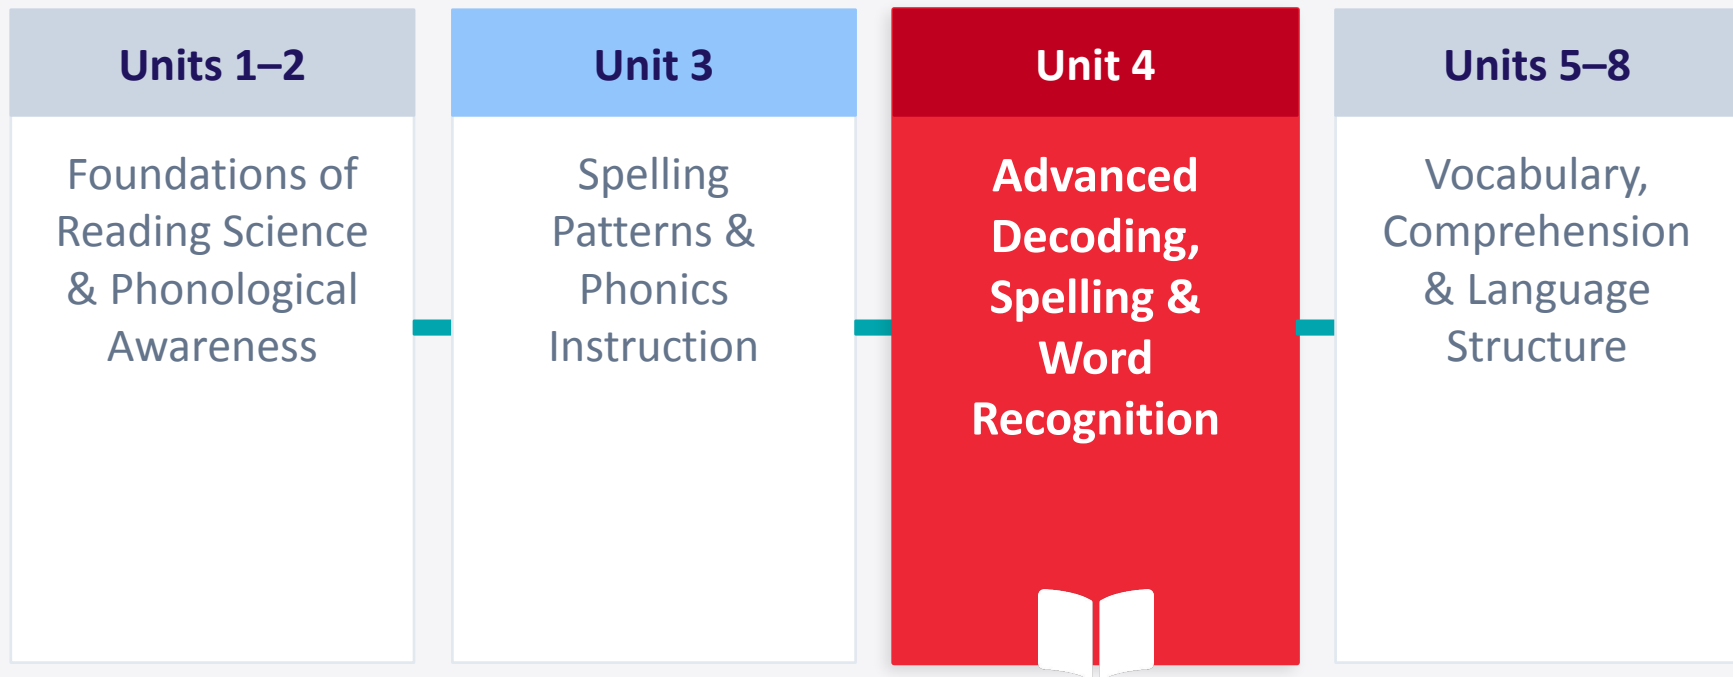 Units 1–2
Foundations of
Reading Science
& Phonological
Awareness
Unit 3
Spelling
Patterns &
Phonics
Instruction
Unit 4
Advanced
Decoding,
Spelling &
Word
Recognition
Units 5–8
Vocabulary,
Comprehension
& Language
Structure